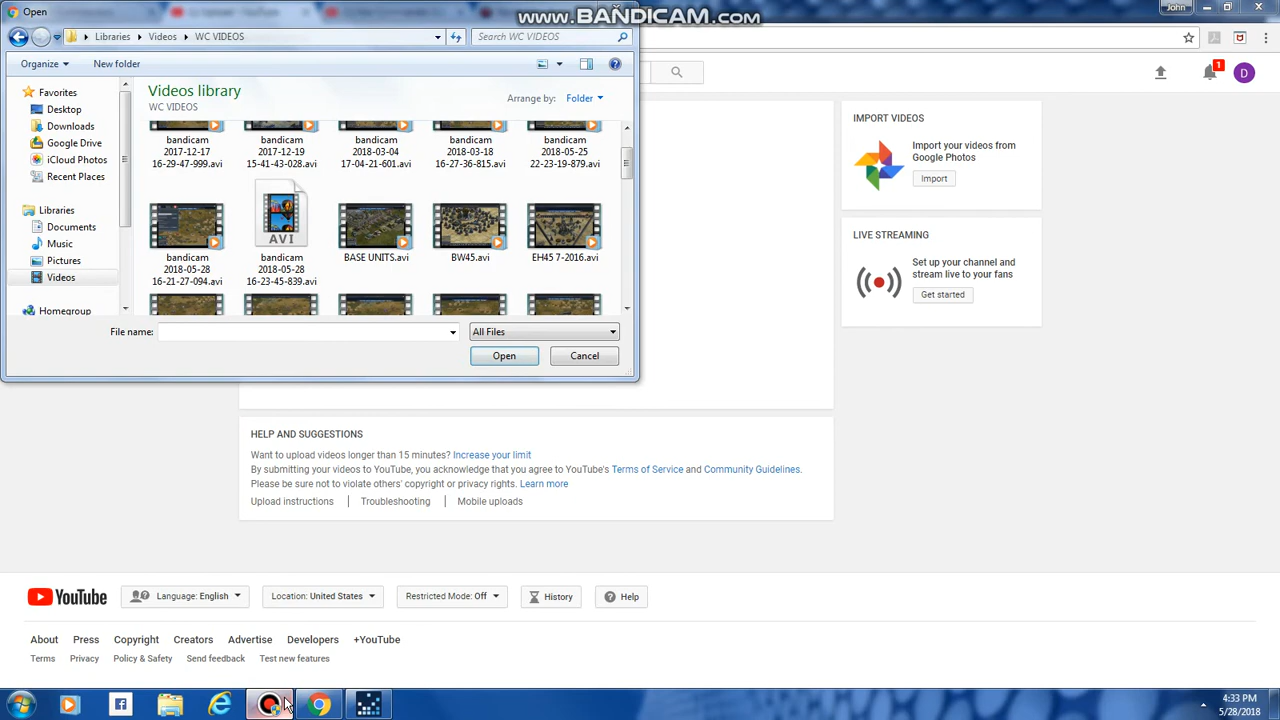 Open
www.BANDICAM.com
John
Libraries
Videos
WC VIDEOS
Search WC VIDEOS
Organize
New folder
Favorites
Desktop
Downloads
Google Drive
iCloud Photos
Recent Places
Libraries
Documents
Music
Pictures
Videos
Homegroup
Videos library
WC VIDEOS
Arrange by:
Folder
bandicam
2017-12-17
16-29-47-999.avi
bandicam
2017-12-19
15-41-43-028.avi
bandicam
2018-03-04
17-04-21-601.avi
bandicam
2018-03-18
16-27-36-815.avi
bandicam
2018-05-25
22-23-19-879.avi
AVI
bandicam
2018-05-28
16-21-27-094.avi
bandicam
2018-05-28
16-23-45-839.avi
BASE UNITS.avi
BW45.avi
EH45 7-2016.avi
File name:
All Files
Open
Cancel
1
D
IMPORT VIDEOS
Import your videos from
Google Photos
Import
LIVE STREAMING
Set up your channel and
stream live to your fans
Get started
HELP AND SUGGESTIONS
Want to upload videos longer than 15 minutes? Increase your limit
By submitting your videos to YouTube, you acknowledge that you agree to YouTube's Terms of Service and Community Guidelines.
Please be sure not to violate others' copyright or privacy rights. Learn more
Upload instructions
Troubleshooting
Mobile uploads
YouTube
Language: English
Location: United States
Restricted Mode: Off
History
Help
About
Press
Copyright
Creators
Advertise
Developers
+YouTube
Terms
Privacy
Policy & Safety
Send feedback
Test new features
4:33 PM
5/28/2018